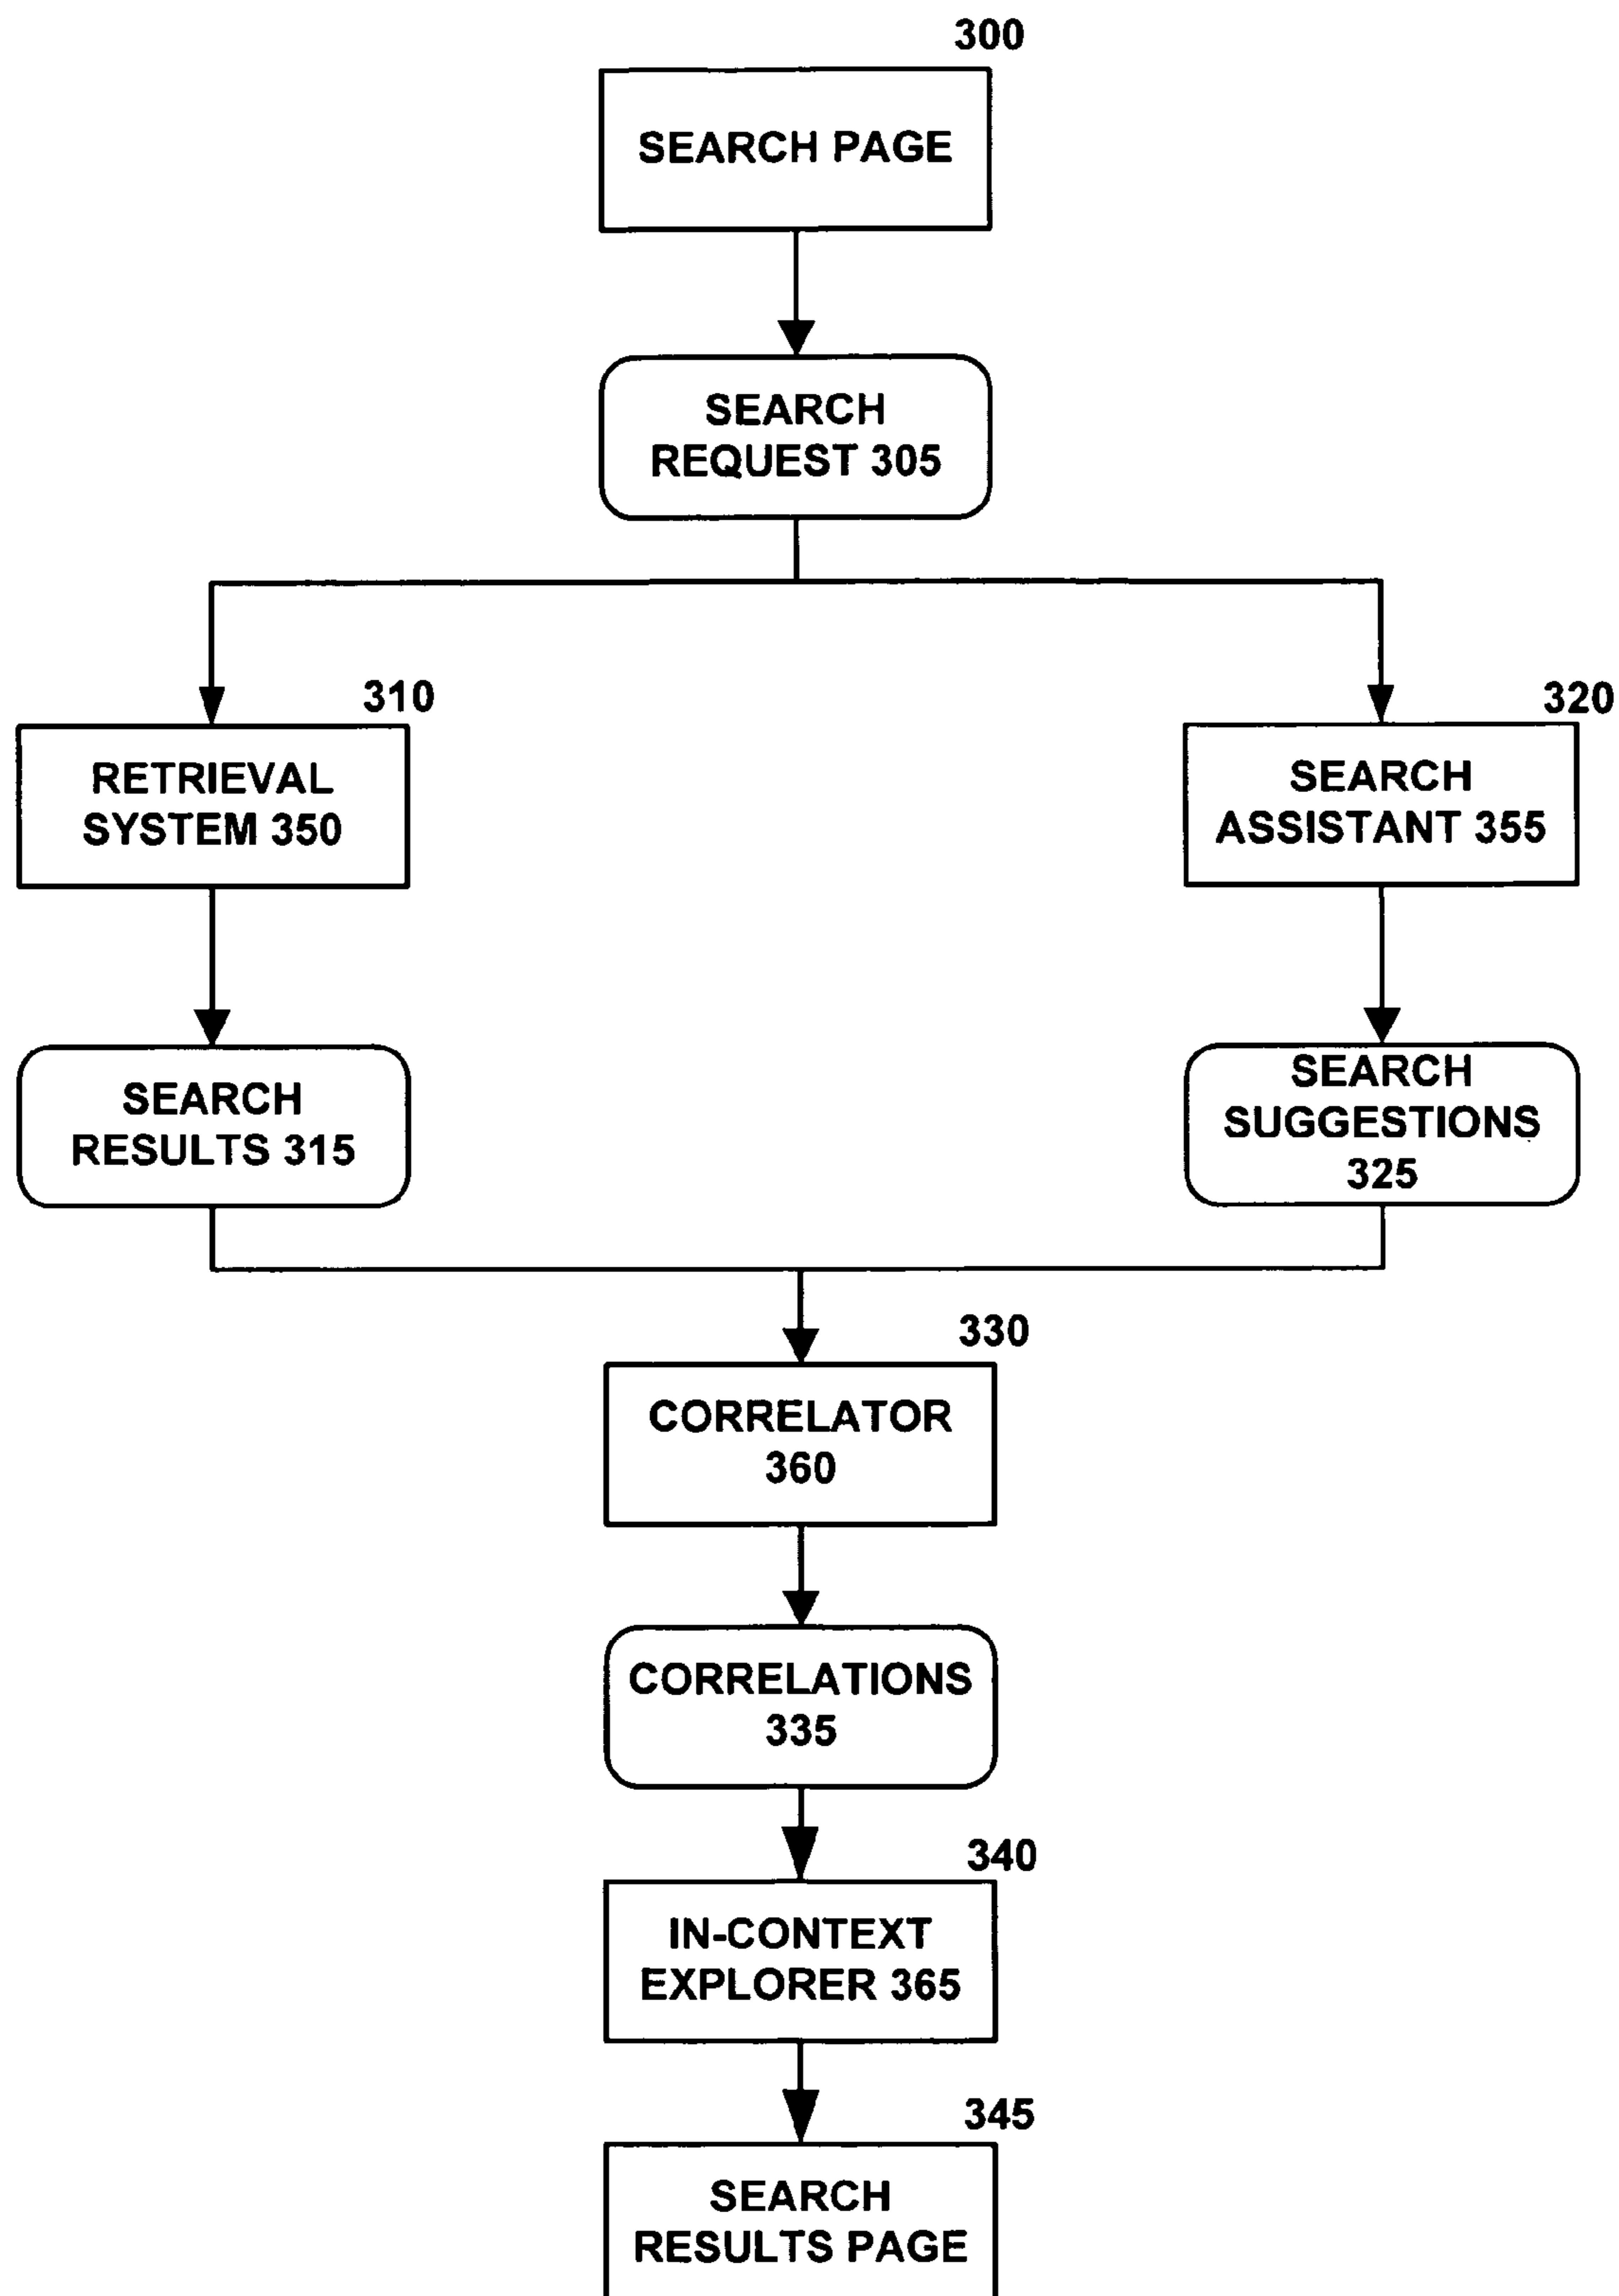 300
SEARCH PAGE
SEARCH
REQUEST 305
310
RETRIEVAL
SYSTEM 350
320
SEARCH
ASSISTANT 355
SEARCH
RESULTS 315
SEARCH
SUGGESTIONS
325
330
CORRELATOR
360
CORRELATIONS
335
340
IN-CONTEXT
EXPLORER 365
345
SEARCH
RESULTS PAGE